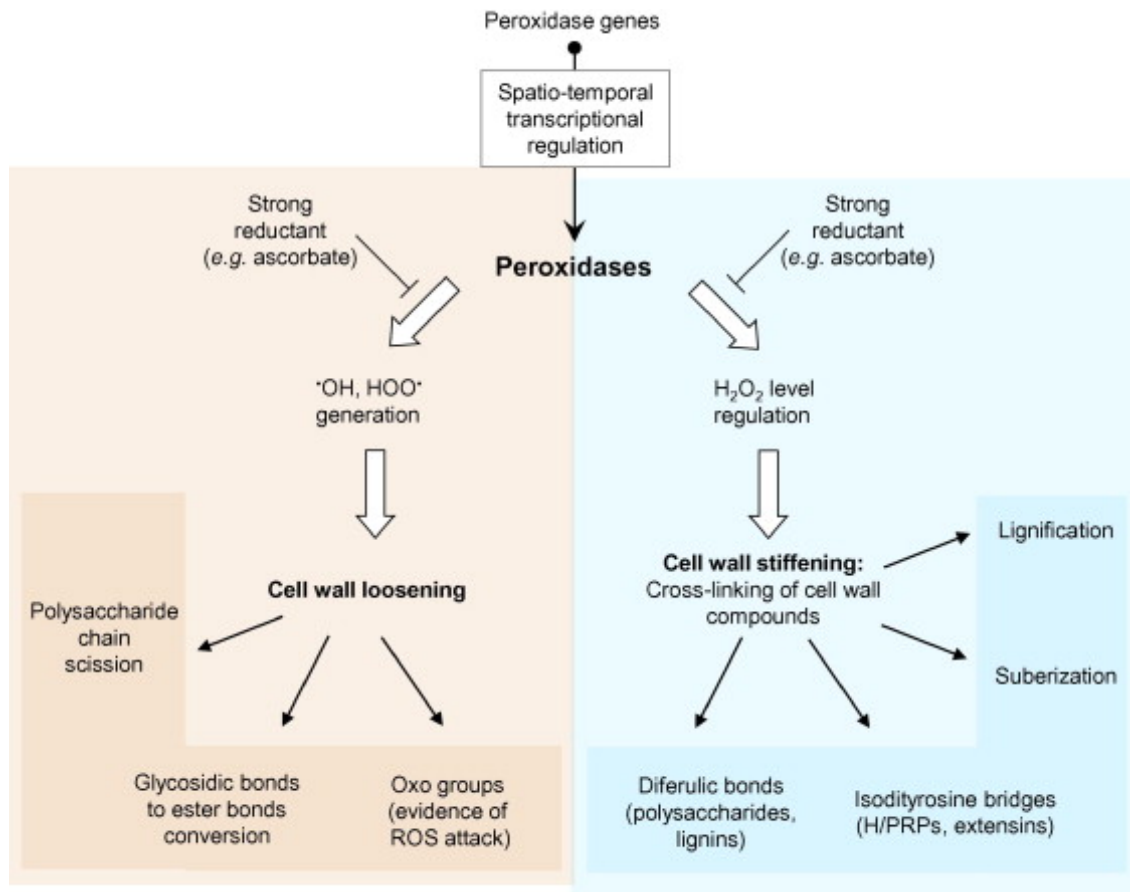 Peroxidase genes
Spatio-temporal
transcriptional
regulation
Strong
reductant
(e.g. ascorbate)
Strong
reductant
(e.g. ascorbate)
Peroxidases
•OH, HOO•
generation
H₂O₂ level
regulation
Cell wall loosening
Cell wall stiffening:
Cross-linking of cell wall
compounds
Lignification
Suberization
Polysaccharide
chain
scission
Glycosidic bonds
to ester bonds
conversion
Oxo groups
(evidence of
ROS attack)
Diferulic bonds
(polysaccharides,
lignins)
Isodityrosine bridges
(H/PRPs, extensins)